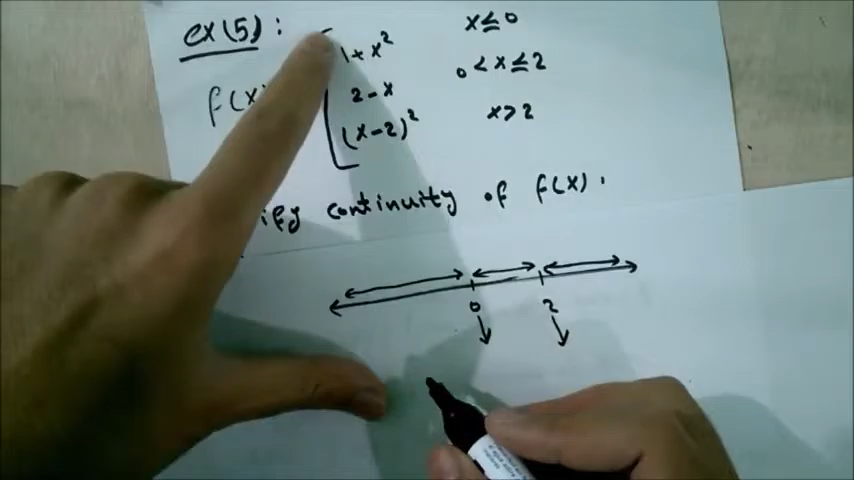 ex(5):
1+x² x≤0
f(x) 2-x 0<x≤2
(x-2)² x>2
continuity of f(x).
0 2